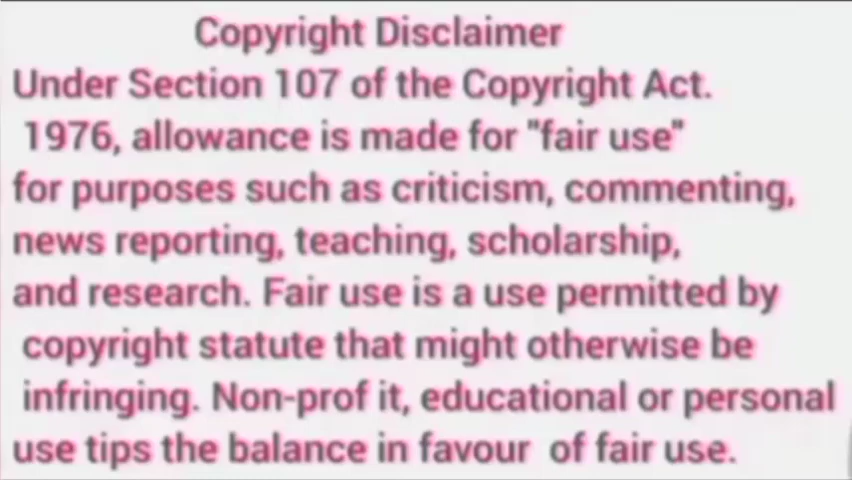 Copyright Disclaimer
Under Section 107 of the Copyright Act.
1976, allowance is made for "fair use"
for purposes such as criticism, commenting,
news reporting, teaching, scholarship,
and research. Fair use is a use permitted by
copyright statute that might otherwise be
infringing. Non-prof it, educational or personal
use tips the balance in favour of fair use.